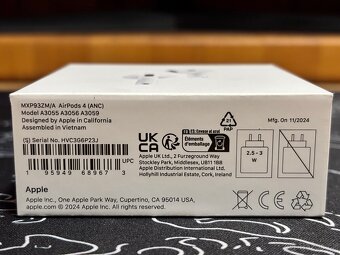 MXP93ZM/A AirPods 4 (ANC)
Model A3055 A3056 A3059
Designed by Apple in California
Assembled in Vietnam
(S) Serial No. HVC3G6P23J
UPC
1 95949 68967 3
UK
CA
Éléments
d'emballage
Apple UK Ltd., 2 Furzeground Way
Stockley Park, Middlesex, UB11 1BB
Apple Distribution International Ltd.
Hollyhill Industrial Estate, Cork, Ireland
21
PAP
Mfg. On 11/2024
2.5 - 3
W
Apple
Apple Inc., One Apple Park Way, Cupertino, CA 95014 USA,
apple.com © 2024 Apple Inc. All rights reserved.
CE